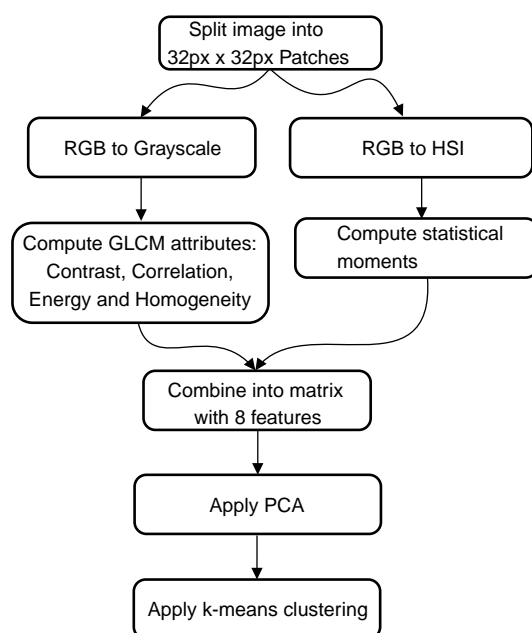 Split image into
32px x 32px Patches
RGB to Grayscale
RGB to HSI
Compute GLCM attributes:
Contrast, Correlation,
Energy and Homogeneity
Compute statistical
moments
Combine into matrix
with 8 features
Apply PCA
Apply k-means clustering